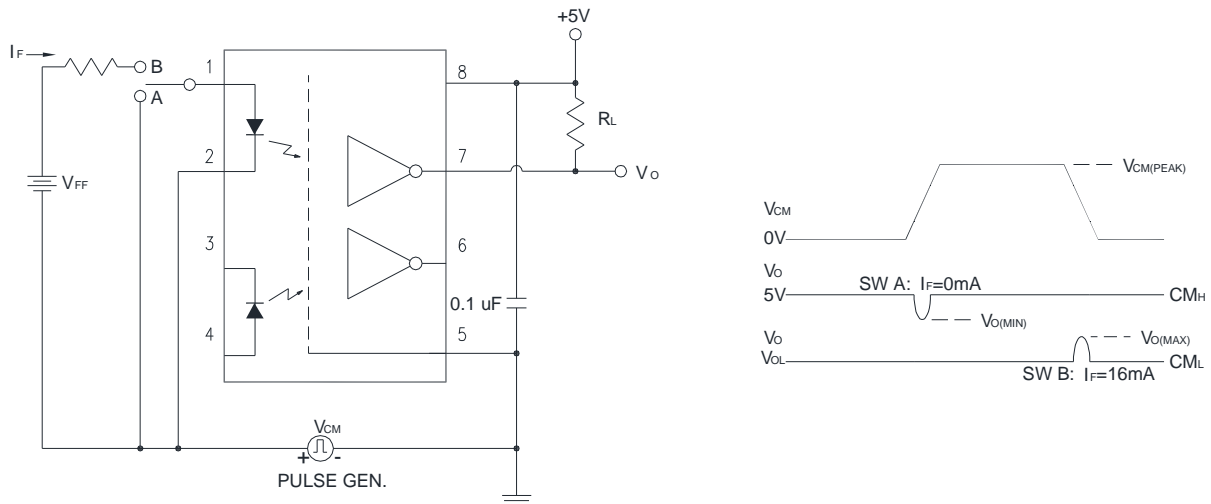 +5V
IF
B
A
1
2
3
4
8
7
6
5
RL
VO
VFF
0.1 uF
VCM
+ -
PULSE GEN.
VCM(PEAK)
VCM
0V
VO
SW A: IF=0mA
5V
CMH
VO(MIN)
VO
VO(MAX)
VOL
CML
SW B: IF=16mA